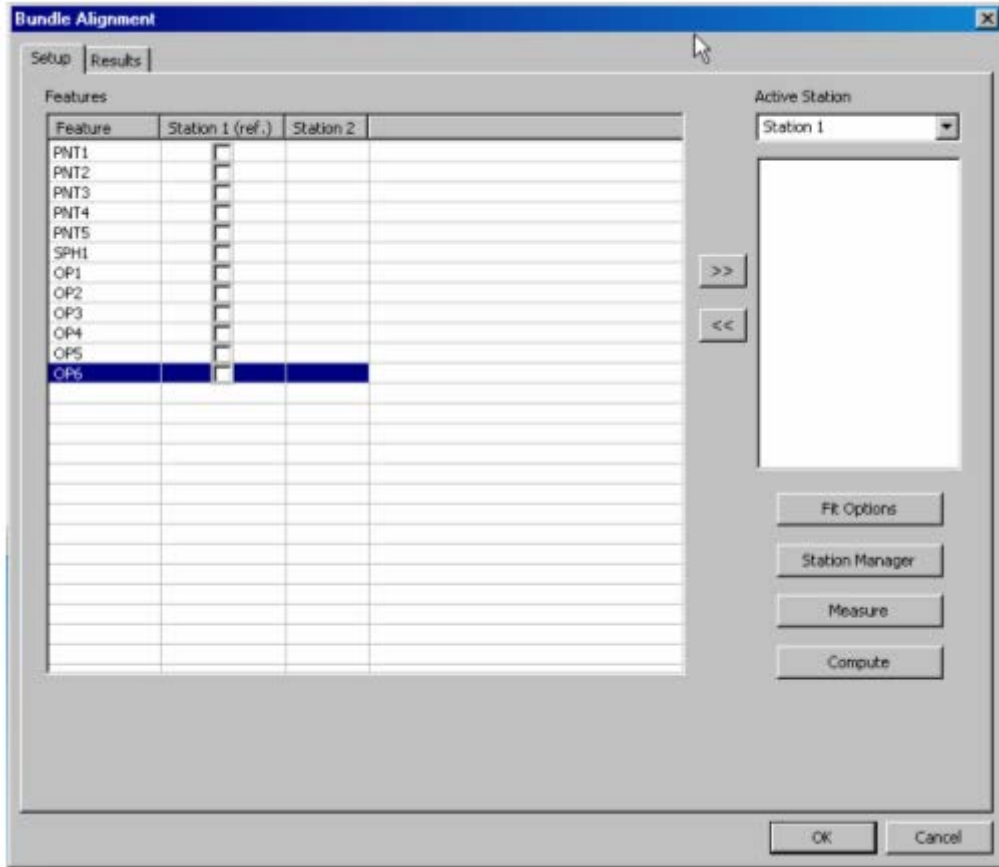 Bundle Alignment
Setup Results
Features
Active Station
Feature Station 1 (ref.) Station 2
Station 1
PNT1
PNT2
PNT3
PNT4
PNT5
SPH1
OP1
>>
OP2
OP3
<<
OP4
OP5
OP6
Fit Options
Station Manager
Measure
Compute
OK Cancel